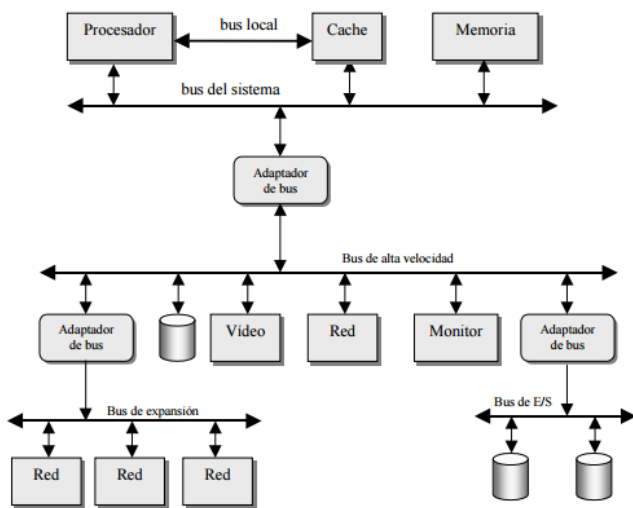 Procesador
bus local
Cache
Memoria
bus del sistema
Adaptador
de bus
Bus de alta velocidad
Adaptador
de bus
Vídeo
Red
Monitor
Adaptador
de bus
Bus de expansión
Bus de E/S
Red
Red
Red